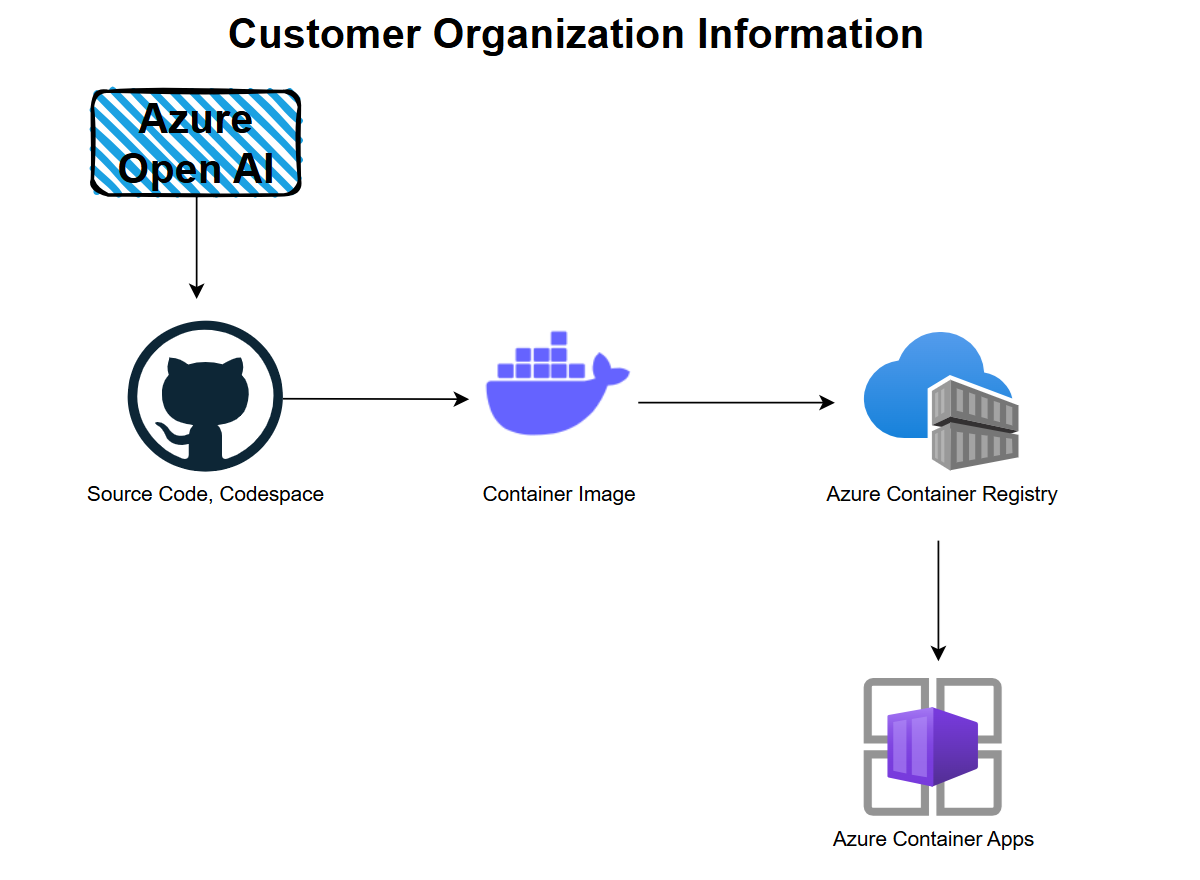 Customer Organization Information
Azure
Open AI
Source Code, Codespace
Container Image
Azure Container Registry
Azure Container Apps